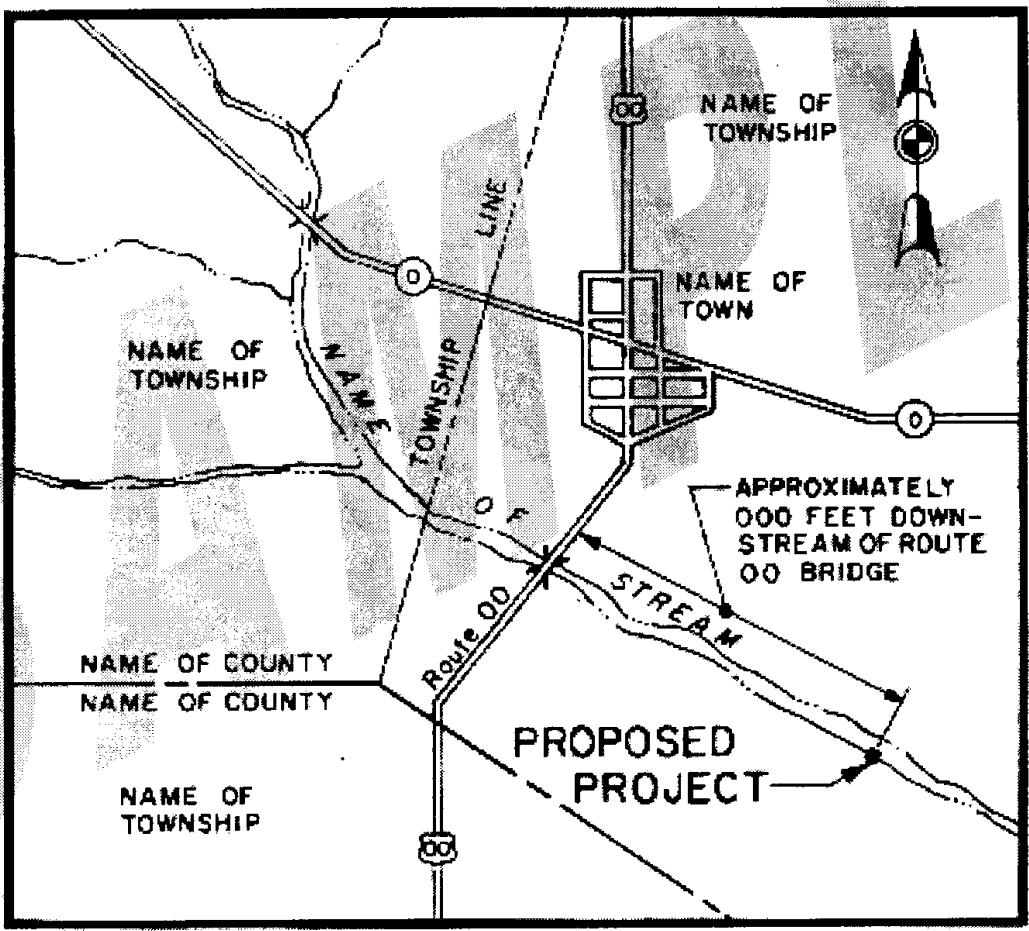 SAMPLE
00
NAME OF
TOWNSHIP
TOWNSHIP LINE
0
NAME OF
TOWN
NAME OF
TOWNSHIP
NAME OF STREAM
0
APPROXIMATELY
000 FEET DOWN-
STREAM OF ROUTE
00 BRIDGE
Route 00
NAME OF COUNTY
NAME OF COUNTY
PROPOSED
PROJECT
NAME OF
TOWNSHIP
00